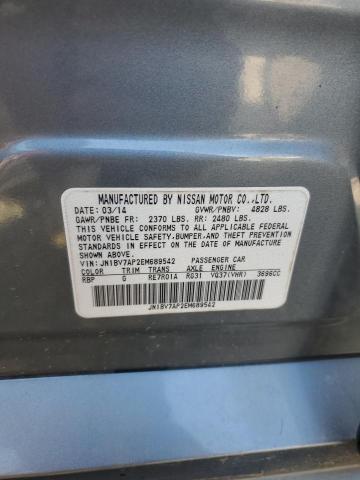 MANUFACTURED BY NISSAN MOTOR CO.,LTD.
DATE: 03/14 GVWR/PNBV: 4828 LBS.
GAWR/PNBE FR: 2370 LBS. RR: 2480 LBS.
THIS VEHICLE CONFORMS TO ALL APPLICABLE FEDERAL
MOTOR VEHICLE SAFETY,BUMPER,AND THEFT PREVENTION
STANDARDS IN EFFECT ON THE DATE OF MANUFACTURE
SHOWN ABOVE.
VIN: JN1BV7AP2EM689542 PASSENGER CAR
COLOR TRIM TRANS AXLE ENGINE
RBP G RE7R01A RG31 VQ37(VHR) 3696CC
JN1BV7AP2EM689542